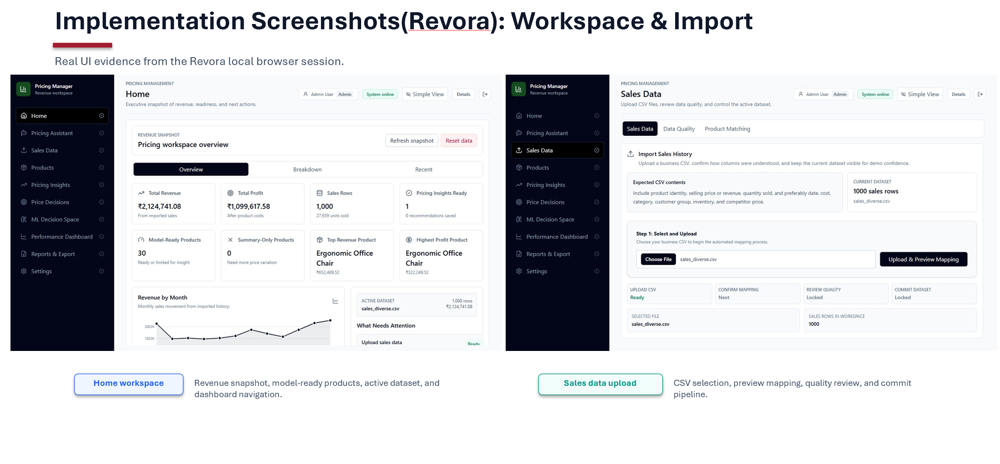 Implementation Screenshots(Revora): Workspace & Import
Real UI evidence from the Revora local browser session.
Pricing Manager
Revenue workspace
Home
Pricing Assistant
Sales Data
Products
Pricing Insights
Price Decisions
ML Decision Space
Performance Dashboard
Reports & Export
Settings
PRICING MANAGEMENT
Home
Executive snapshot of revenue, readiness, and next actions.
Admin User Admin
System online
Simple View
Details
REVENUE SNAPSHOT
Pricing workspace overview
Refresh snapshot
Reset data
Overview
Breakdown
Recent
Total Revenue
₹2,124,741.08
From imported sales
Total Profit
₹1,099,617.58
After product costs
Sales Rows
1,000
27,939 units sold
Pricing Insights Ready
1
0 recommendations saved
Model-Ready Products
30
Ready or limited for insight
Summary-Only Products
0
Need more price variation
Top Revenue Product
Ergonomic Office
Chair
₹652,489.52
Highest Profit Product
Ergonomic Office
Chair
₹322,249.52
Revenue by Month
Monthly sales movement from imported history.
200.0K
150.0K
ACTIVE DATASET
sales_diverse.csv
1,000 rows
₹2,124,741.08
What Needs Attention
Upload sales data
Ready
Pricing Manager
Revenue workspace
Home
Pricing Assistant
Sales Data
Products
Pricing Insights
Price Decisions
ML Decision Space
Performance Dashboard
Reports & Export
Settings
PRICING MANAGEMENT
Sales Data
Upload CSV files, review data quality, and control the active dataset.
Admin User Admin
System online
Simple View
Details
Sales Data
Data Quality
Product Matching
Import Sales History
Upload a business CSV, confirm how columns were understood, and keep the current dataset visible for demo confidence.
Expected CSV contents
Include product identity, selling price or revenue, quantity sold, and preferably date, cost,
category, customer group, inventory, and competitor price.
CURRENT DATASET
1000 sales rows
sales_diverse.csv
Step 1: Select and Upload
Choose your business CSV to begin the automated mapping process.
Choose File sales_diverse.csv
Upload & Preview Mapping
UPLOAD CSV
Ready
CONFIRM MAPPING
Next
REVIEW QUALITY
Locked
COMMIT DATASET
Locked
SELECTED FILE
sales_diverse.csv
SALES ROWS IN WORKSPACE
1000
Home workspace
Revenue snapshot, model-ready products, active dataset, and
dashboard navigation.
Sales data upload
CSV selection, preview mapping, quality review, and commit
pipeline.